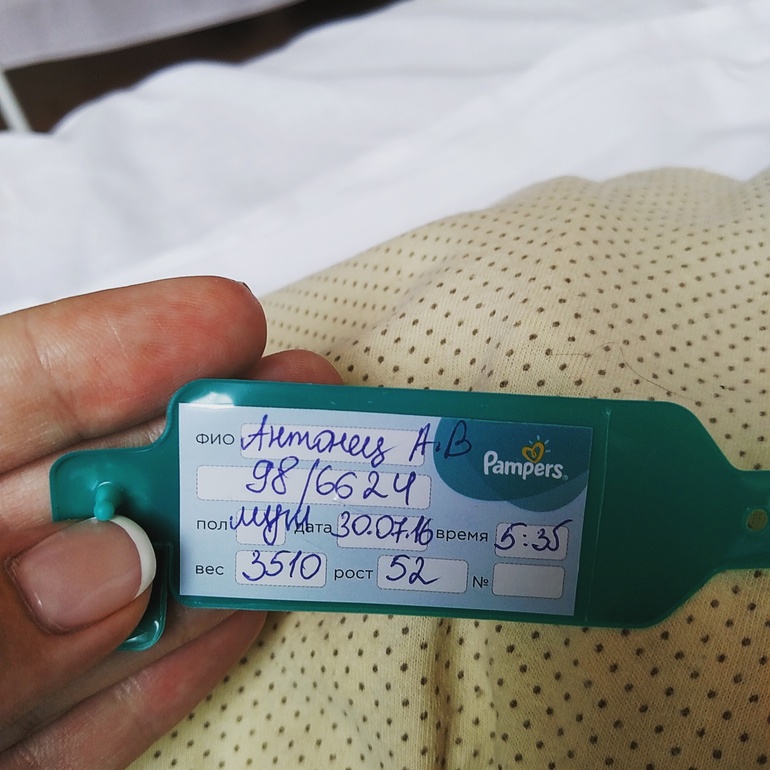 ФИО Антонец А.В
Pampers
98/6624
пол муж дата 30.07.16 время 5:35
вес 3510 рост 52 №